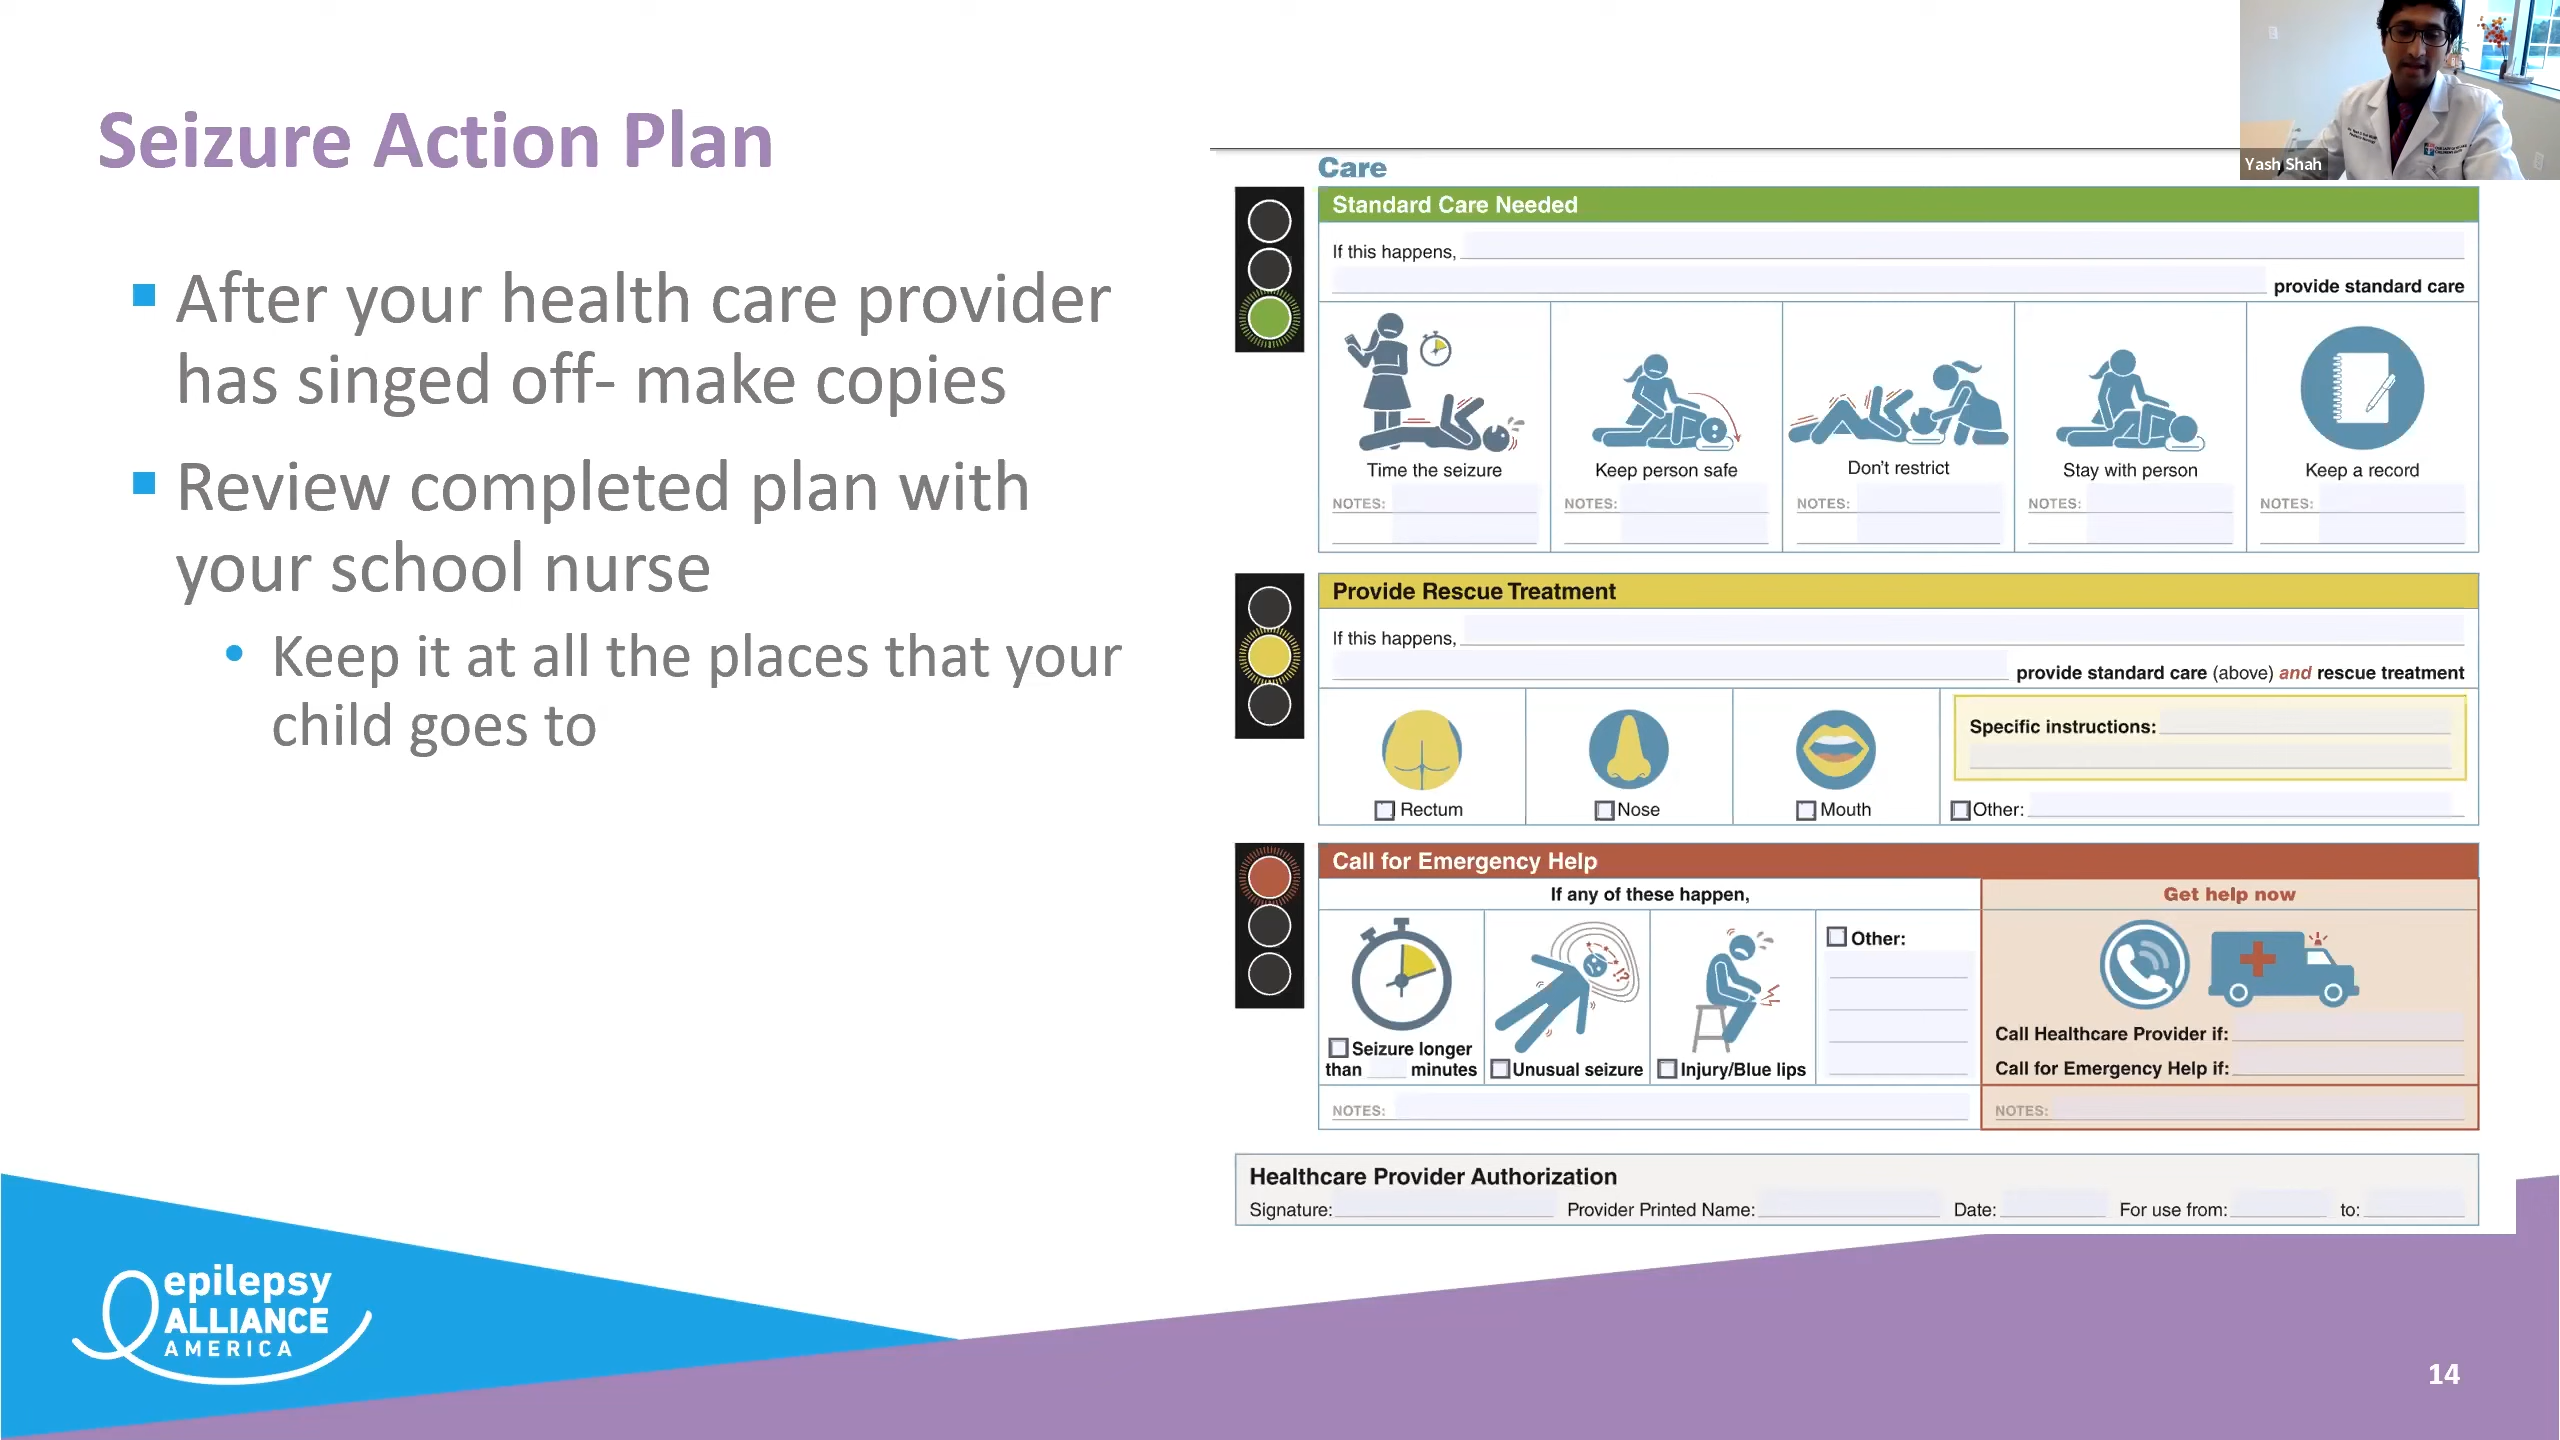 Seizure Action Plan
After your health care provider
has singed off- make copies
Review completed plan with
your school nurse
Keep it at all the places that your
child goes to
Yash Shah
Care
Standard Care Needed
If this happens,
provide standard care
Time the seizure
Keep person safe
Don't restrict
Stay with person
Keep a record
NOTES:
NOTES:
NOTES:
NOTES:
NOTES:
Provide Rescue Treatment
If this happens,
provide standard care (above) and rescue treatment
Rectum
Nose
Mouth
Specific instructions:
Other:
Call for Emergency Help
If any of these happen,
Seizure longer
than minutes
!?
Unusual seizure
Injury/Blue lips
Other:
NOTES:
Get help now
Call Healthcare Provider if:
Call for Emergency Help if:
NOTES:
Healthcare Provider Authorization
Signature: Provider Printed Name: Date: For use from: to:
epilepsy
ALLIANCE
AMERICA
14